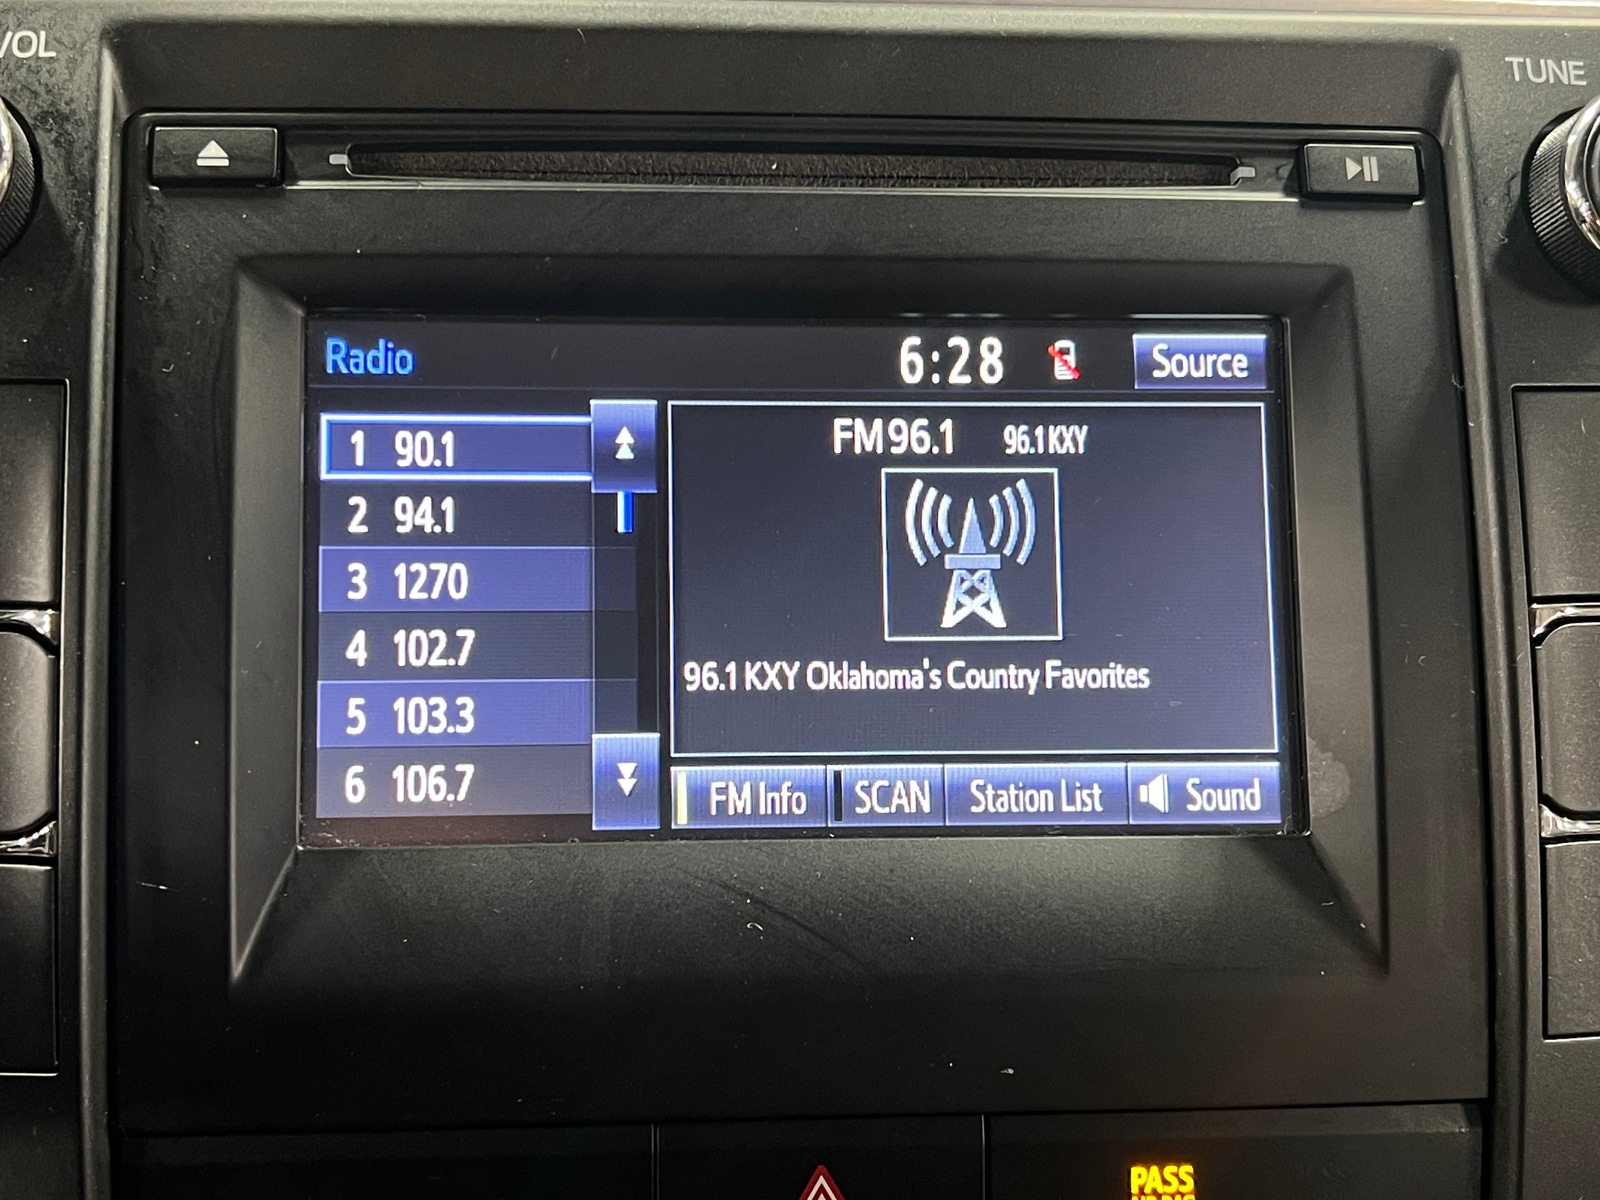 VOL
TUNE
Radio
6:28
Source
1 90.1
2 94.1
3 1270
4 102.7
5 103.3
6 106.7
FM 96.1 96.1 KXY
96.1 KXY Oklahoma's Country Favorites
FM Info
SCAN
Station List
Sound
PASS